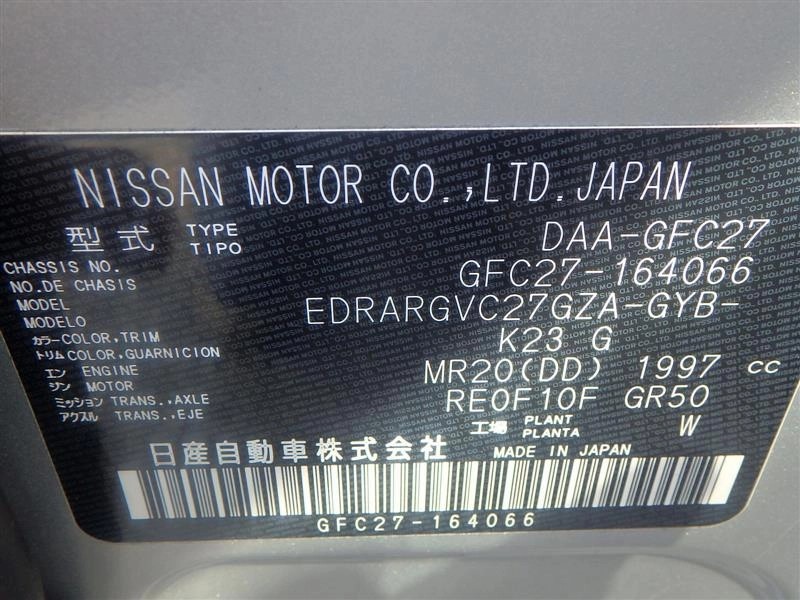 NISSAN MOTOR CO.,LTD.JAPAN
型式 TYPE TIPO DAA-GFC27
CHASSIS NO. NO.DE CHASIS GFC27-164066
MODEL MODELO EDRARGVC27GZA-GYB-
カラー COLOR,TRIM トリム COLOR,GUARNICION K23 G
エンジン ENGINE MOTOR MR20(DD) 1997 cc
ミッション アクスル TRANS.,AXLE TRANS.,EJE RE0F10F GR50
工場 PLANT PLANTA W
日産自動車株式会社 MADE IN JAPAN
GFC27-164066